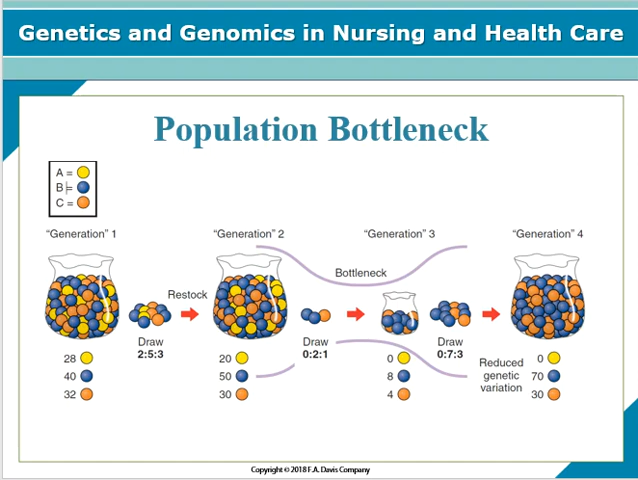 Genetics and Genomics in Nursing and Health Care
Population Bottleneck
A =
B =
C =
"Generation" 1
"Generation" 2
"Generation" 3
"Generation" 4
Bottleneck
Restock
Draw
2:5:3
Draw
0:2:1
Draw
0:7:3
28
40
32
20
50
30
0
8
4
Reduced
genetic
variation
0
70
30
Copyright © 2018 F.A. Davis Company